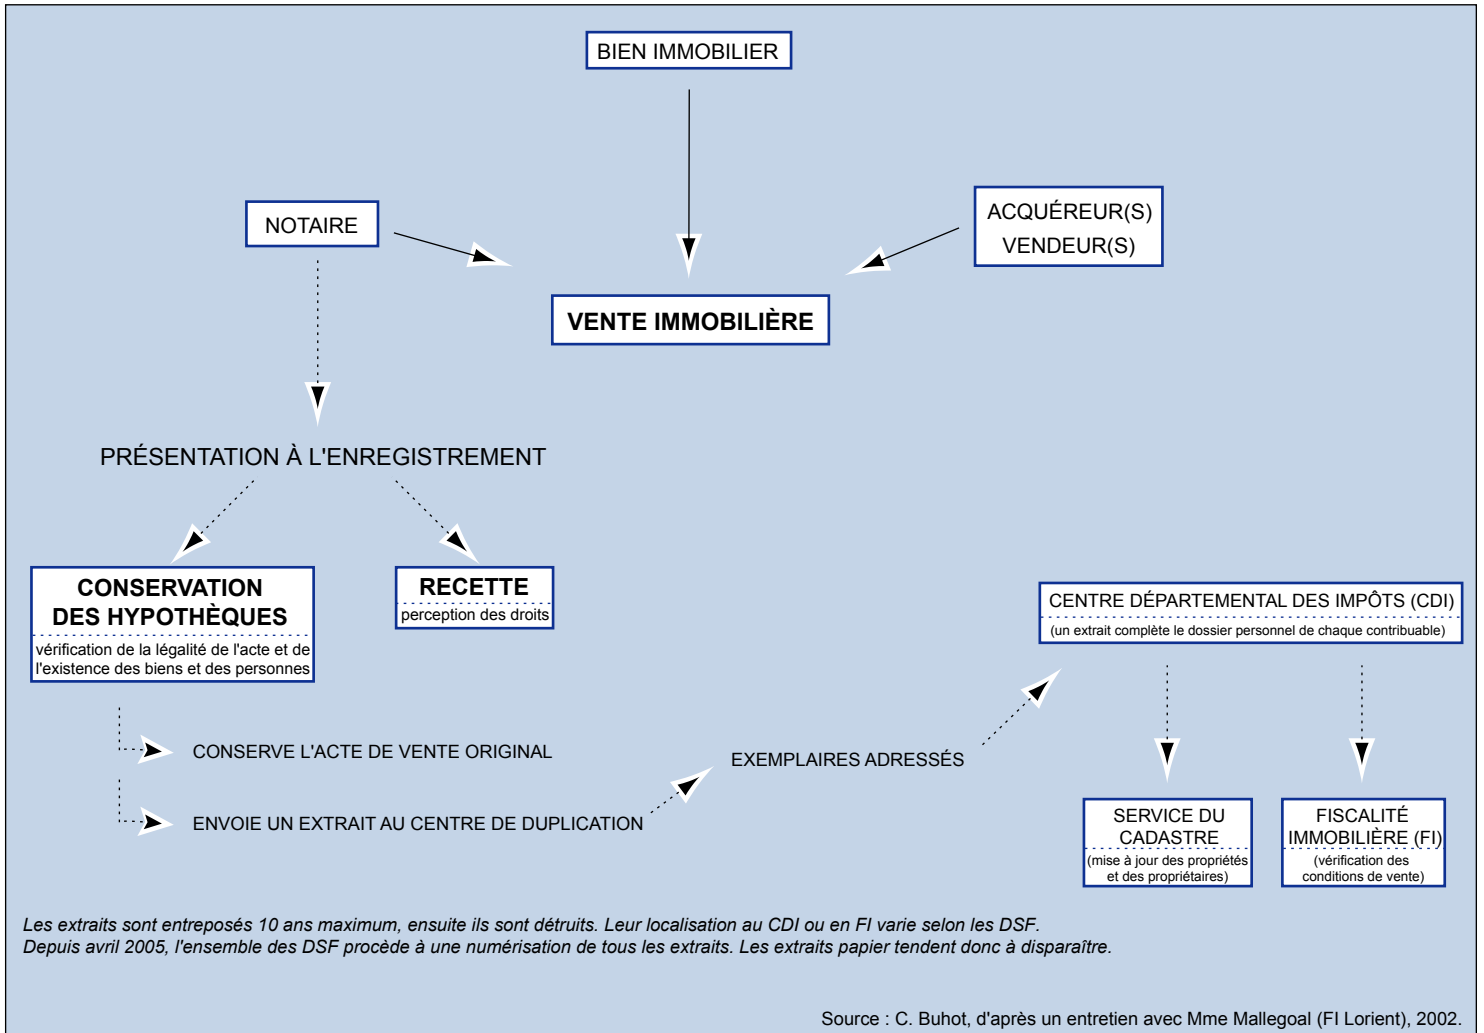 BIEN IMMOBILIER
NOTAIRE
ACQUÉREUR(S)
VENDEUR(S)
VENTE IMMOBILIÈRE
PRÉSENTATION À L'ENREGISTREMENT
CONSERVATION
DES HYPOTHÈQUES
vérification de la légalité de l'acte et de
l'existence des biens et des personnes
RECETTE
perception des droits
CENTRE DÉPARTEMENTAL DES IMPÔTS (CDI)
(un extrait complète le dossier personnel de chaque contribuable)
CONSERVE L'ACTE DE VENTE ORIGINAL
EXEMPLAIRES ADRESSÉS
ENVOIE UN EXTRAIT AU CENTRE DE DUPLICATION
SERVICE DU
CADASTRE
(mise à jour des propriétés
et des propriétaires)
FISCALITÉ
IMMOBILIÈRE (FI)
(vérification des
conditions de vente)
Les extraits sont entreposés 10 ans maximum, ensuite ils sont détruits. Leur localisation au CDI ou en FI varie selon les DSF.
Depuis avril 2005, l'ensemble des DSF procède à une numérisation de tous les extraits. Les extraits papier tendent donc à disparaître.
Source : C. Buhot, d'après un entretien avec Mme Mallegoal (FI Lorient), 2002.